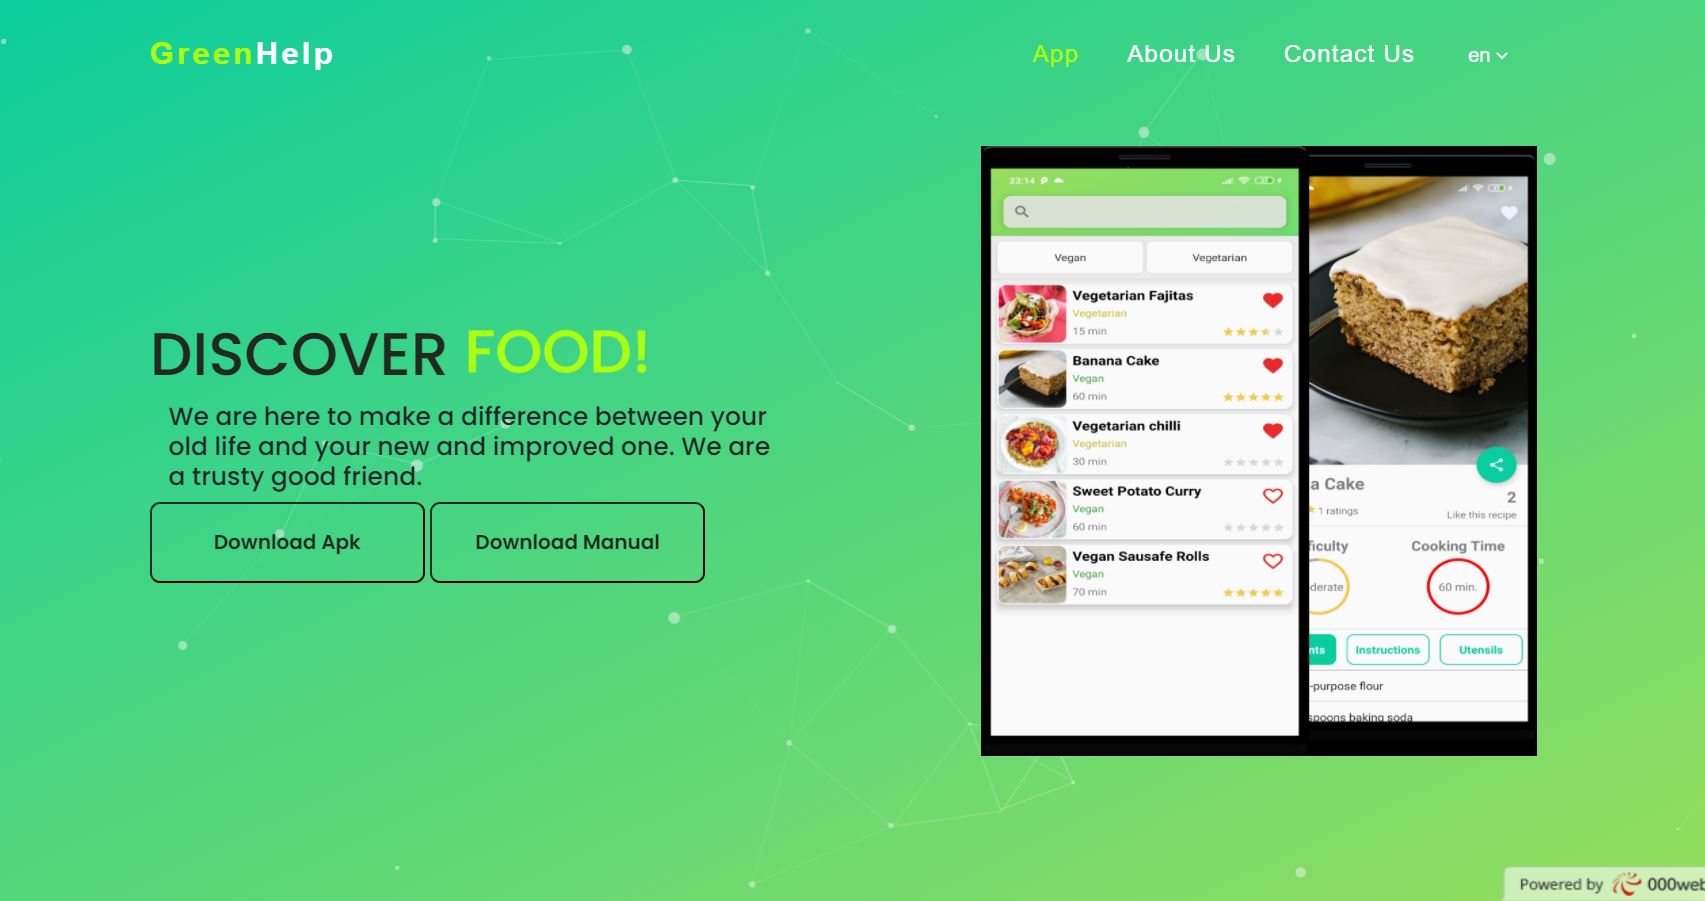 GreenHelp
App About Us Contact Us en
DISCOVER FOOD!
We are here to make a difference between your
old life and your new and improved one. We are
a trusty good friend.
Download Apk Download Manual
23:14
Vegan Vegetarian
Vegetarian Fajitas
Vegetarian
15 min
Banana Cake
Vegan
60 min
Vegetarian chilli
Vegetarian
30 min
Sweet Potato Curry
Vegan
60 min
Vegan Sausafe Rolls
Vegan
70 min
a Cake
2
1 ratings
Like this recipe
ficulty Cooking Time
derate 60 min.
nts Instructions Utensils
-purpose flour
spoons baking soda
Powered by 000web